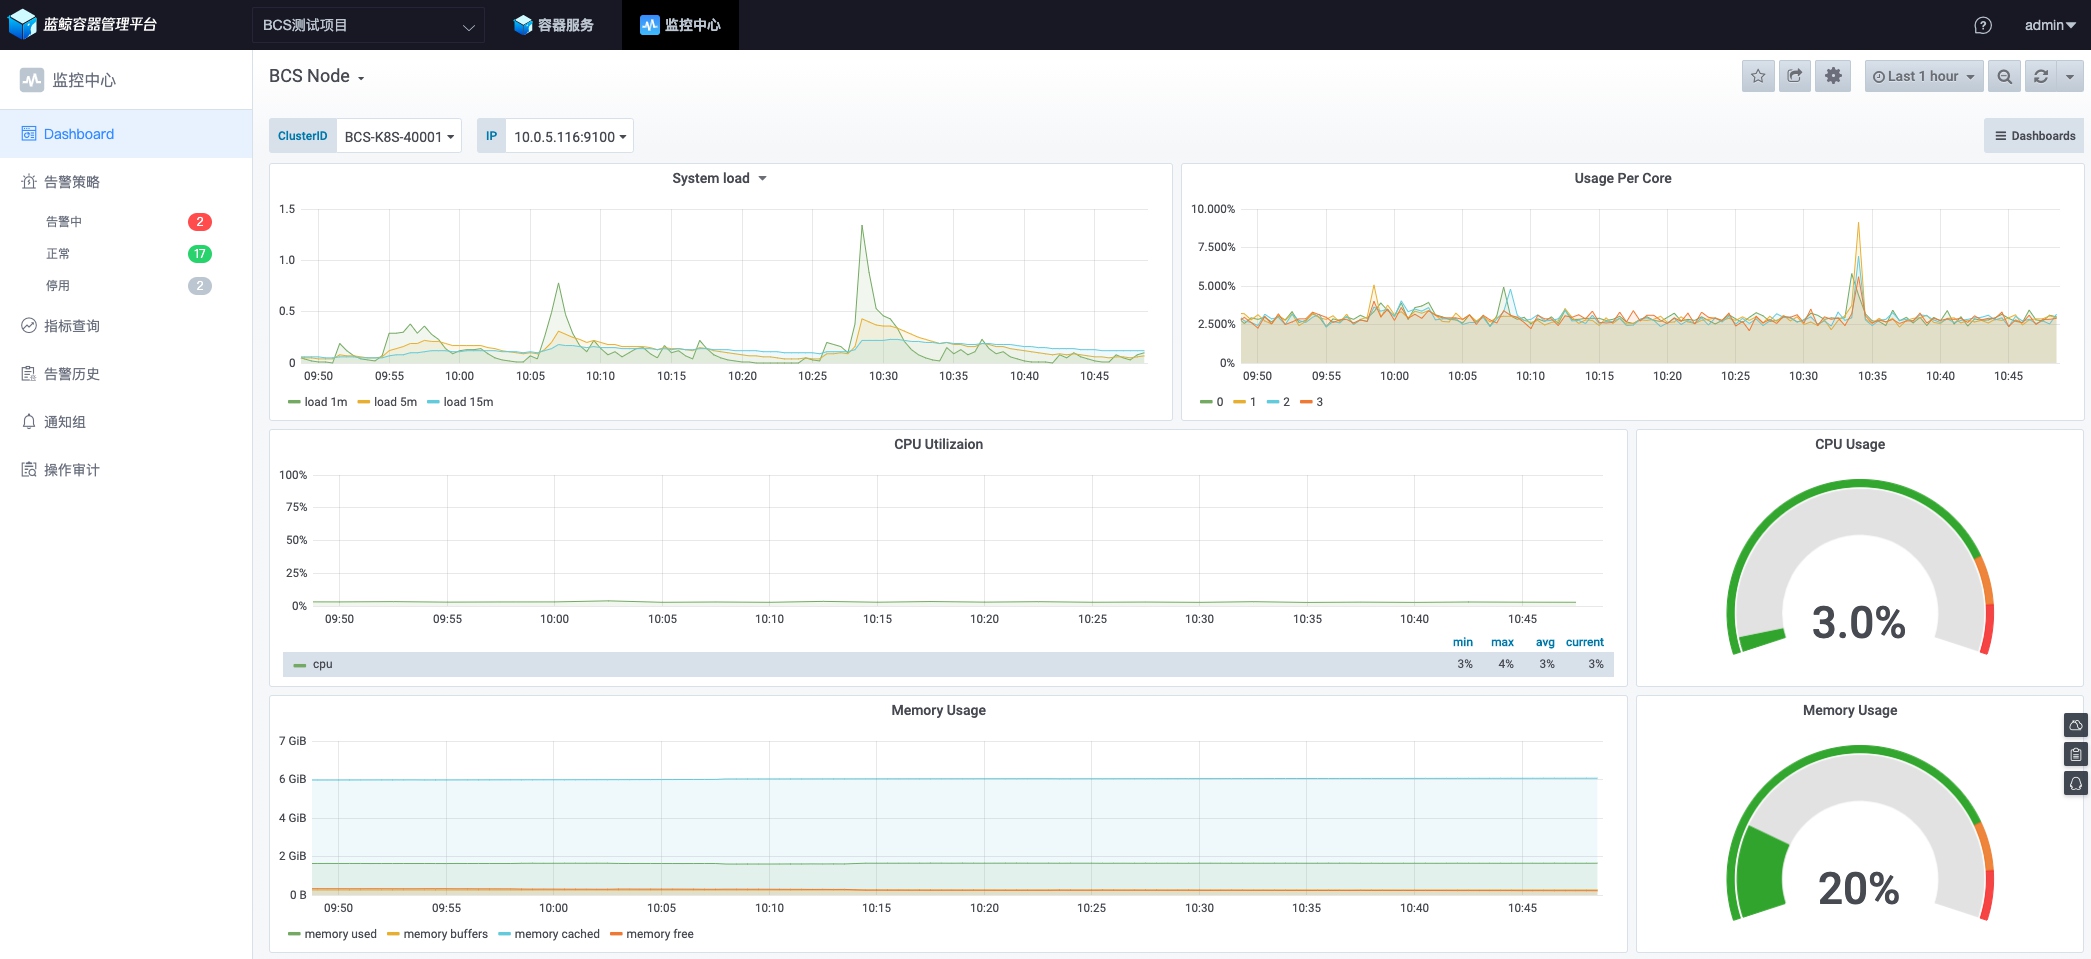 蓝鲸容器管理平台
BCS测试项目
容器服务
监控中心
admin
监控中心
Dashboard
告警策略
告警中 2
正常 17
停用 2
指标查询
告警历史
通知组
操作审计
BCS Node
Last 1 hour
ClusterID BCS-K8S-40001
IP 10.0.5.116:9100
Dashboards
System load
1.5
1.0
0.5
0
09:50 09:55 10:00 10:05 10:10 10:15 10:20 10:25 10:30 10:35 10:40 10:45
load 1m load 5m load 15m
Usage Per Core
10.000%
7.500%
5.000%
2.500%
0%
09:50 09:55 10:00 10:05 10:10 10:15 10:20 10:25 10:30 10:35 10:40 10:45
0 1 2 3
CPU Utilizaion
100%
75%
50%
25%
0%
09:50 09:55 10:00 10:05 10:10 10:15 10:20 10:25 10:30 10:35 10:40 10:45
min max avg current
cpu 3% 4% 3% 3%
CPU Usage
3.0%
Memory Usage
7 GiB
6 GiB
4 GiB
2 GiB
0 B
09:50 09:55 10:00 10:05 10:10 10:15 10:20 10:25 10:30 10:35 10:40 10:45
memory used memory buffers memory cached memory free
Memory Usage
20%